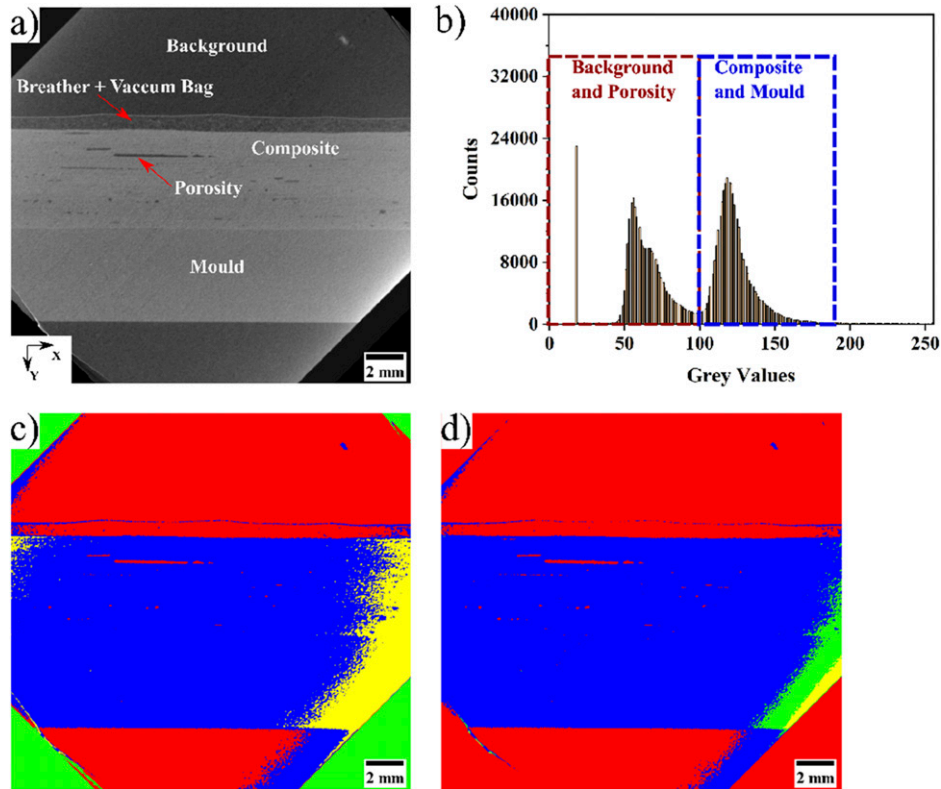 a)
Background
Breather + Vaccum Bag
Composite
Porosity
Mould
X
Y
2 mm
b)
40000
32000
24000
16000
8000
0
Counts
Background
and Porosity
Composite
and Mould
0 50 100 150 200 250
Grey Values
c)
2 mm
d)
2 mm